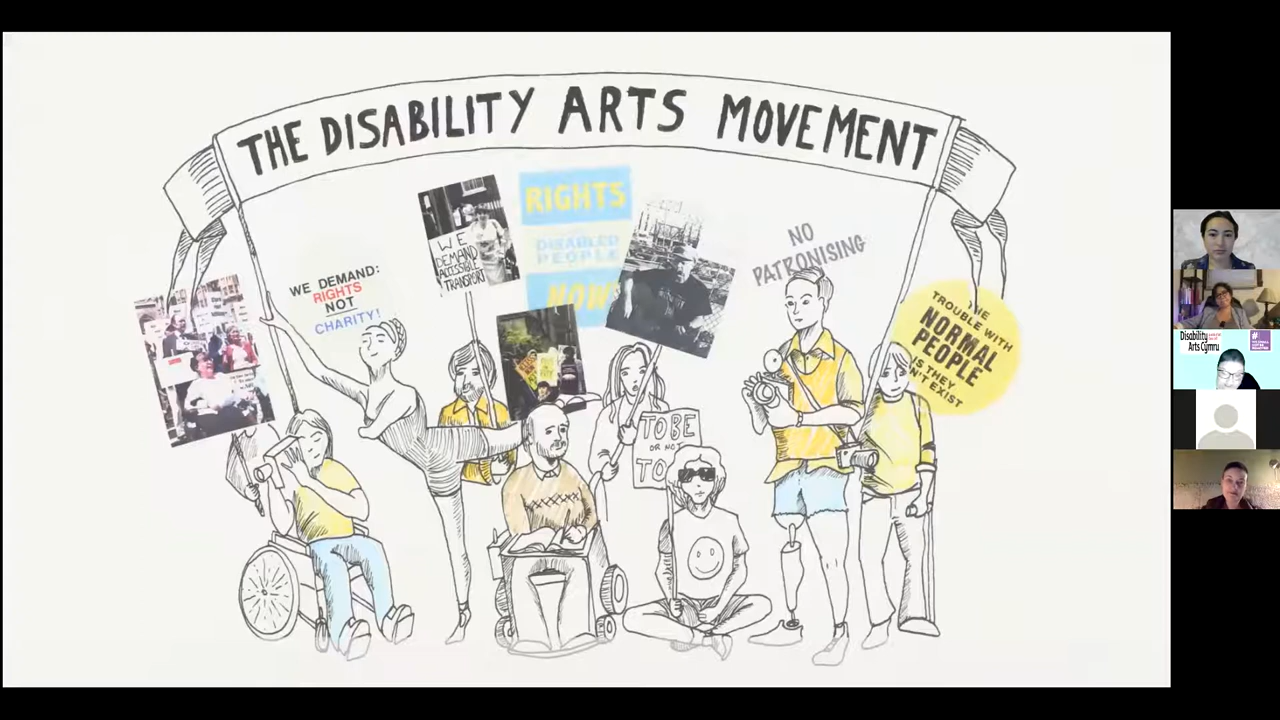 THE DISABILITY ARTS MOVEMENT
WE DEMAND:
RIGHTS
NOT
CHARITY!
WE
DEMAND
ACCESSIBLE
TRANSPORT
RIGHTS
DISABLED
PEOPLE
NOW
NO
PATRONISING
THE
TROUBLE WITH
NORMAL
PEOPLE
IS THEY
N'T EXIST
TO BE
OR NOT
TO
Disability
Arts Cymru